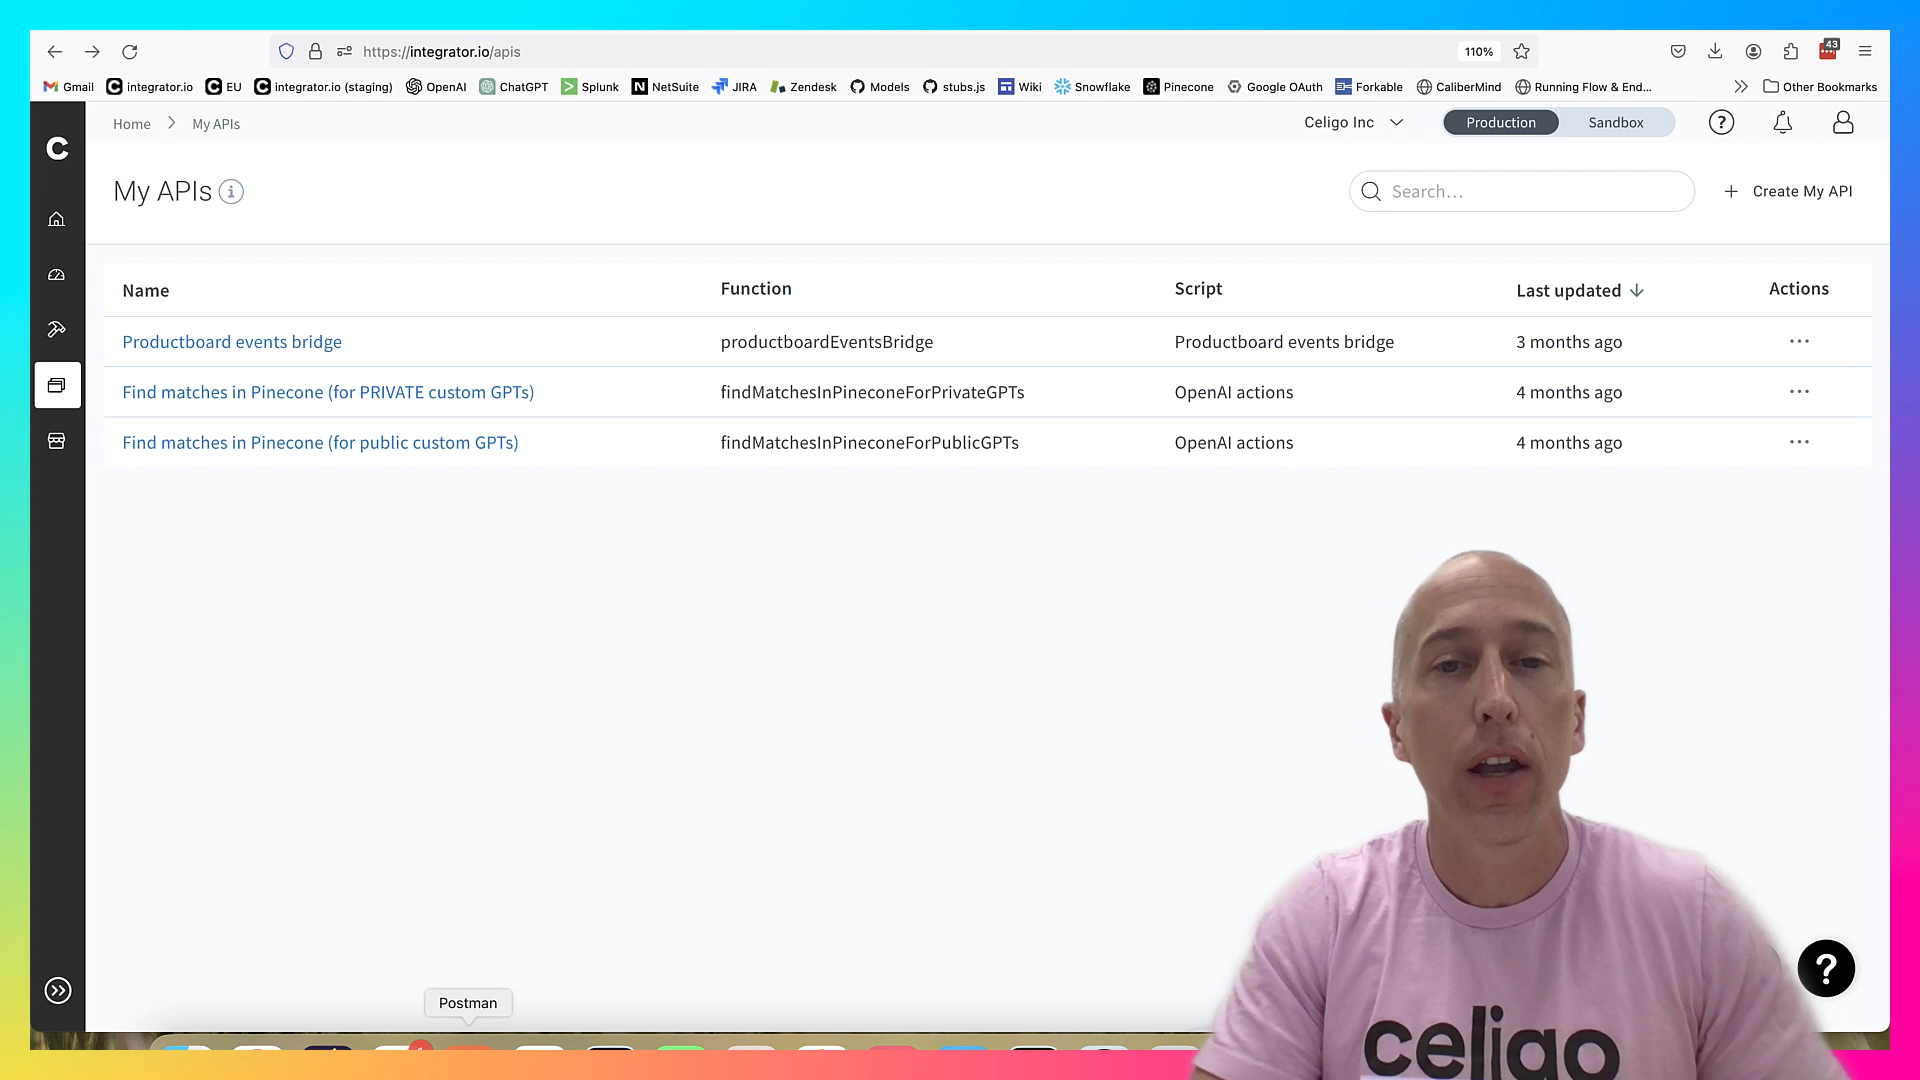 https://integrator.io/apis
110%
43
Gmail integrator.io EU integrator.io (staging) OpenAI ChatGPT Splunk NetSuite JIRA Zendesk Models stubs.js Wiki Snowflake Pinecone Google OAuth Forkable CaliberMind Running Flow & End... Other Bookmarks
C
Home My APIs
Celigo Inc Production Sandbox
My APIs
Search...
Create My API
Name Function Script Last updated Actions
Productboard events bridge productboardEventsBridge Productboard events bridge 3 months ago
Find matches in Pinecone (for PRIVATE custom GPTs) findMatchesInPineconeForPrivateGPTs OpenAI actions 4 months ago
Find matches in Pinecone (for public custom GPTs) findMatchesInPineconeForPublicGPTs OpenAI actions 4 months ago
Postman
celigo